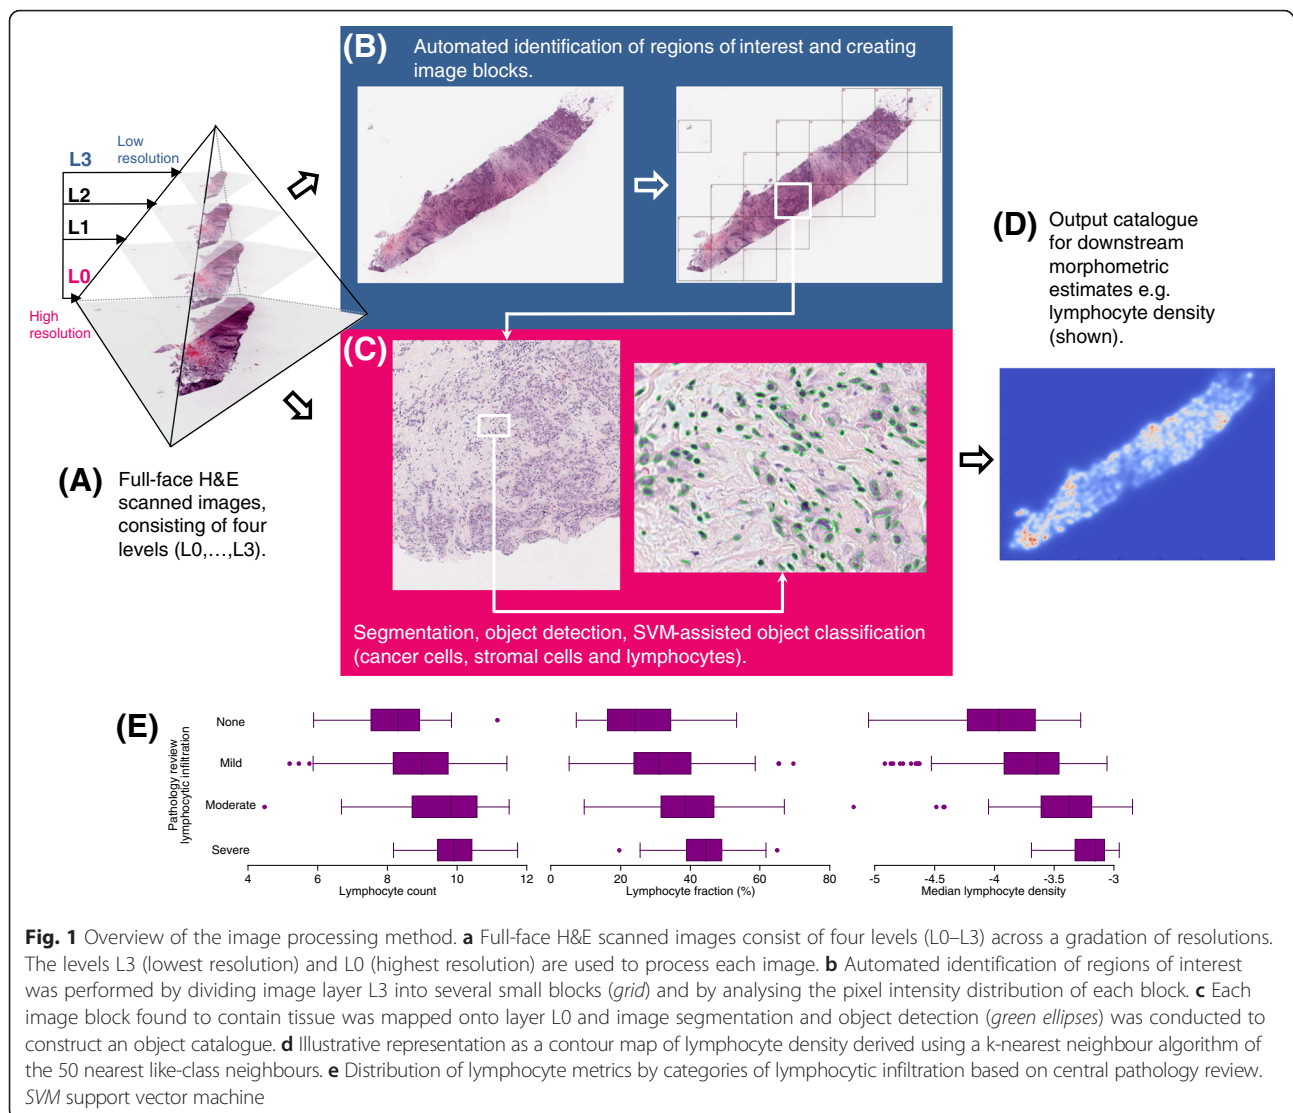 (B) Automated identification of regions of interest and creating
image blocks.
Low
resolution
L3
L2
L1
L0
High
resolution
(A) Full-face H&E
scanned images,
consisting of four
levels (L0,...,L3).
(C)
Segmentation, object detection, SVM-assisted object classification
(cancer cells, stromal cells and lymphocytes).
(D) Output catalogue
for downstream
morphometric
estimates e.g.
lymphocyte density
(shown).
(E)
Pathology review
lymphocytic infiltration
None
Mild
Moderate
Severe
4 6 8 10 12
Lymphocyte count
0 20 40 60 80
Lymphocyte fraction (%)
-5 -4.5 -4 -3.5 -3
Median lymphocyte density
Fig. 1 Overview of the image processing method. a Full-face H&E scanned images consist of four levels (L0–L3) across a gradation of resolutions.
The levels L3 (lowest resolution) and L0 (highest resolution) are used to process each image. b Automated identification of regions of interest
was performed by dividing image layer L3 into several small blocks (grid) and by analysing the pixel intensity distribution of each block. c Each
image block found to contain tissue was mapped onto layer L0 and image segmentation and object detection (green ellipses) was conducted to
construct an object catalogue. d Illustrative representation as a contour map of lymphocyte density derived using a k-nearest neighbour algorithm of
the 50 nearest like-class neighbours. e Distribution of lymphocyte metrics by categories of lymphocytic infiltration based on central pathology review.
SVM support vector machine